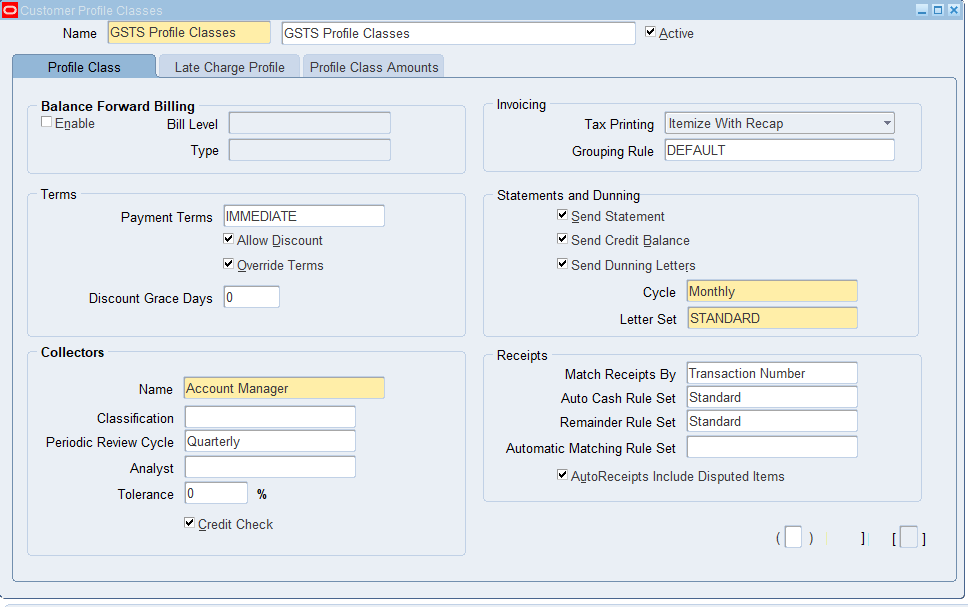 Customer Profile Classes
Name GSTS Profile Classes GSTS Profile Classes Active
Profile Class Late Charge Profile Profile Class Amounts
Balance Forward Billing
Enable Bill Level
Type
Terms
Payment Terms IMMEDIATE
Allow Discount
Override Terms
Discount Grace Days 0
Collectors
Name Account Manager
Classification
Periodic Review Cycle Quarterly
Analyst
Tolerance 0 %
Credit Check
Invoicing
Tax Printing Itemize With Recap
Grouping Rule DEFAULT
Statements and Dunning
Send Statement
Send Credit Balance
Send Dunning Letters
Cycle Monthly
Letter Set STANDARD
Receipts
Match Receipts By Transaction Number
Auto Cash Rule Set Standard
Remainder Rule Set Standard
Automatic Matching Rule Set
AutoReceipts Include Disputed Items
( ) ] [ ]